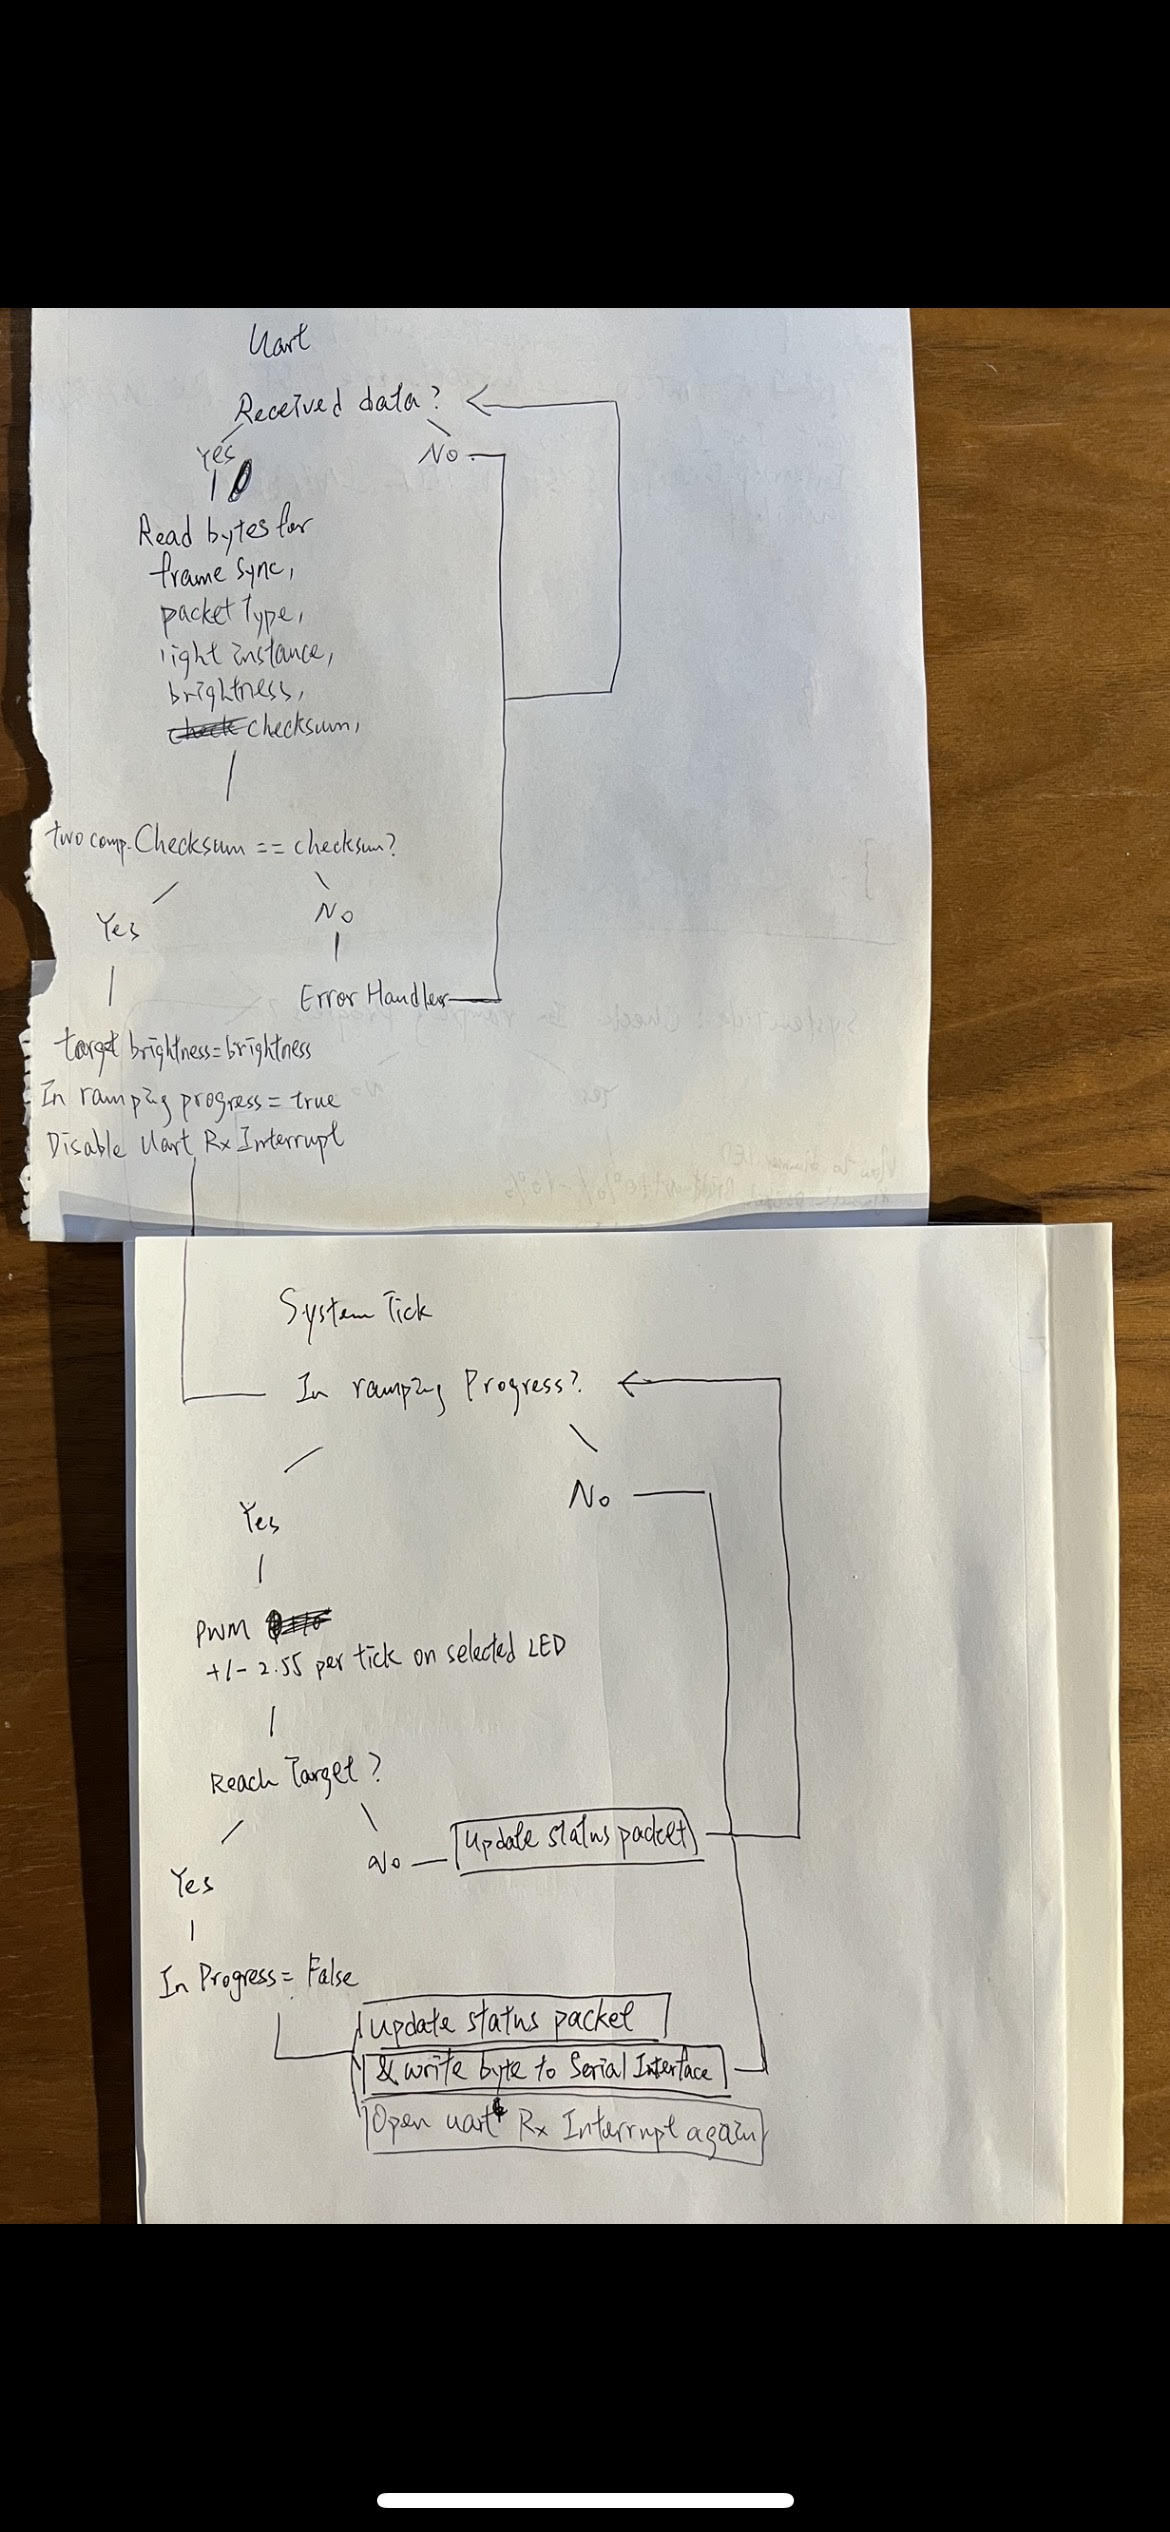 Uart
Received data?
Yes
No
Read bytes for
frame sync,
packet Type,
light instance,
brightness,
checksum,
two comp. Checksum == checksum?
Yes
No
Error Handler
target brightness = brightness
In ramping progress = true
Disable Uart Rx Interrupt
System Tick
In ramping Progress?
Yes
No
PWM
+/- 2.55 per tick on selected LED
Reach Target?
No
update status packet
Yes
In Progress = False
update status packet
& write byte to Serial Interface
Open uart Rx Interrupt again